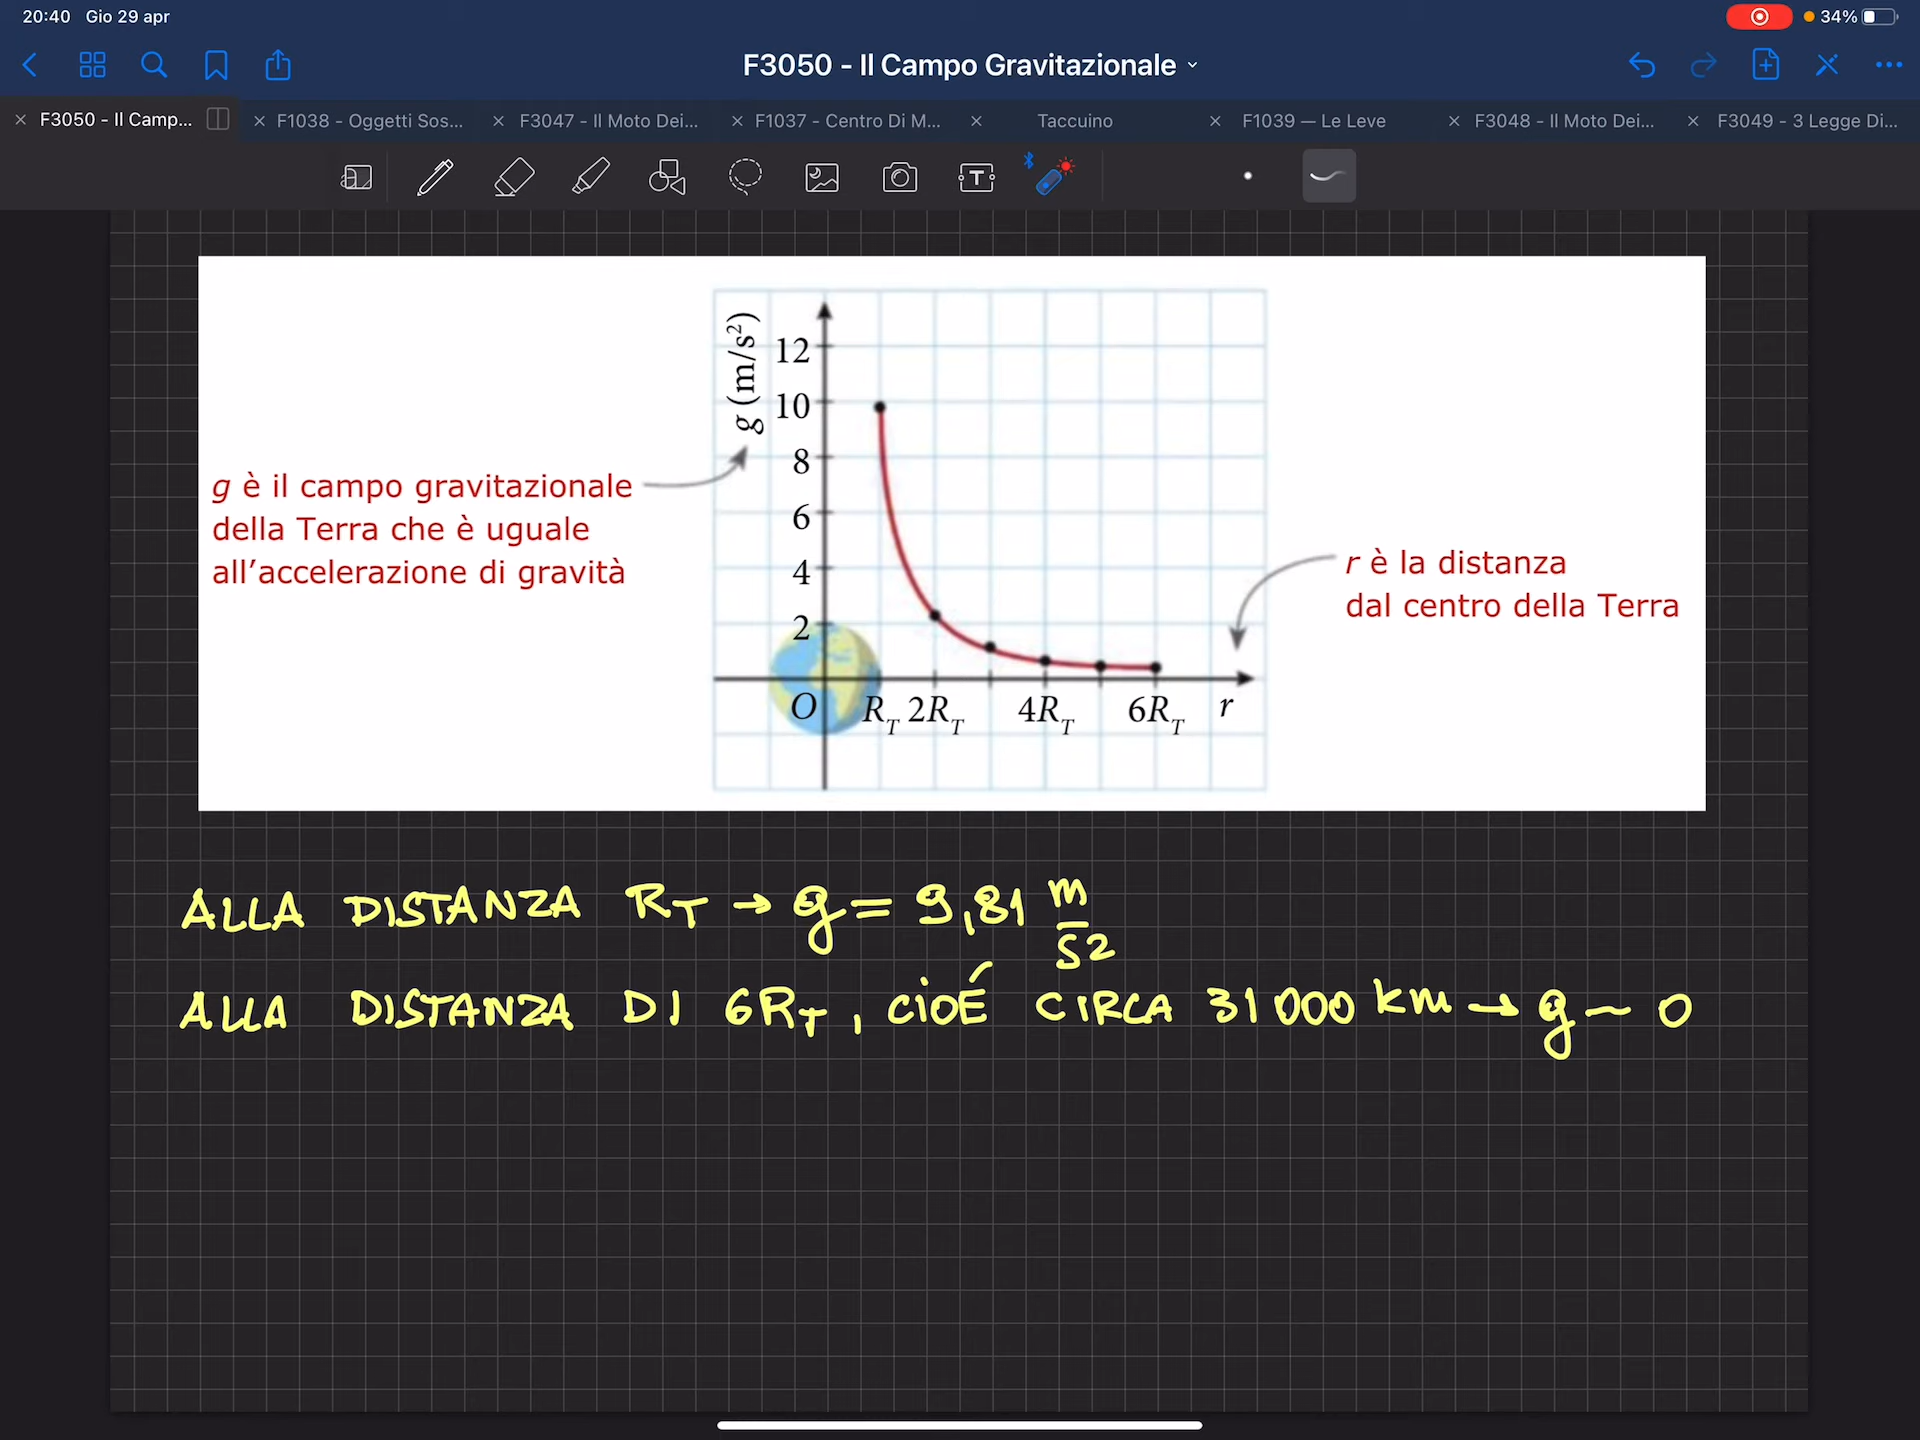 20:40 Gio 29 apr
34%
F3050 - Il Campo Gravitazionale
F3050 - Il Camp...
F1038 - Oggetti Sos...
F3047 - Il Moto Dei...
F1037 - Centro Di M...
Taccuino
F1039 — Le Leve
F3048 - Il Moto Dei...
F3049 - 3 Legge Di...
T
g (m/s²)
12
10
8
6
4
2
O
R_T 2R_T 4R_T 6R_T r
g è il campo gravitazionale
della Terra che è uguale
all’accelerazione di gravità
r è la distanza
dal centro della Terra
ALLA DISTANZA R_T → g = 9,81 m/s²
ALLA DISTANZA DI 6R_T, CIOÉ CIRCA 31 000 km → g ~ 0